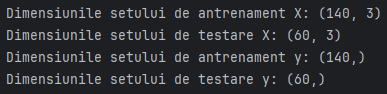 Dimensiunile setului de antrenament X: (140, 3)
Dimensiunile setului de testare X: (60, 3)
Dimensiunile setului de antrenament y: (140,)
Dimensiunile setului de testare y: (60,)